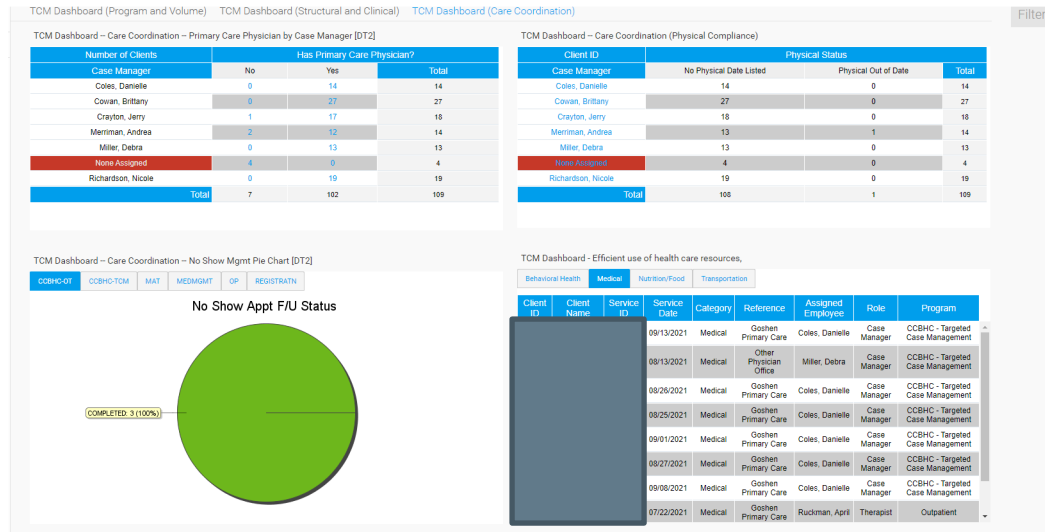 TCM Dashboard (Program and Volume) TCM Dashboard (Structural and Clinical) TCM Dashboard (Care Coordination)
Filter
TCM Dashboard -- Care Coordination -- Primary Care Physician by Case Manager [DT2]
Number of Clients Has Primary Care Physician?
Case Manager No Yes Total
Coles, Danielle 0 14 14
Cowan, Brittany 0 27 27
Crayton, Jerry 1 17 18
Merriman, Andrea 2 12 14
Miller, Debra 0 13 13
None Assigned 4 0 4
Richardson, Nicole 0 19 19
Total 7 102 109
TCM Dashboard -- Care Coordination (Physical Compliance)
Client ID Physical Status
Case Manager No Physical Date Listed Physical Out of Date Total
Coles, Danielle 14 0 14
Cowan, Brittany 27 0 27
Crayton, Jerry 18 0 18
Merriman, Andrea 13 1 14
Miller, Debra 13 0 13
None Assigned 4 0 4
Richardson, Nicole 19 0 19
Total 108 1 109
TCM Dashboard -- Care Coordination -- No Show Mgmt Pie Chart [DT2]
CCBHC-OT CCBHC-TCM MAT MEDMGMT OP REGISTRATN
No Show Appt F/U Status
COMPLETED: 3 (100%)
TCM Dashboard - Efficient use of health care resources,
Behavioral Health Medical Nutrition/Food Transportation
Client ID Client Name Service ID Service Date Category Reference Assigned Employee Role Program
09/13/2021 Medical Goshen Primary Care Coles, Danielle Case Manager CCBHC - Targeted Case Management
08/13/2021 Medical Other Physician Office Miller, Debra Case Manager CCBHC - Targeted Case Management
08/26/2021 Medical Goshen Primary Care Coles, Danielle Case Manager CCBHC - Targeted Case Management
08/25/2021 Medical Goshen Primary Care Coles, Danielle Case Manager CCBHC - Targeted Case Management
09/01/2021 Medical Goshen Primary Care Coles, Danielle Case Manager CCBHC - Targeted Case Management
08/27/2021 Medical Goshen Primary Care Coles, Danielle Case Manager CCBHC - Targeted Case Management
09/08/2021 Medical Goshen Primary Care Coles, Danielle Case Manager CCBHC - Targeted Case Management
07/22/2021 Medical Goshen Primary Care Ruckman, April Therapist Outpatient